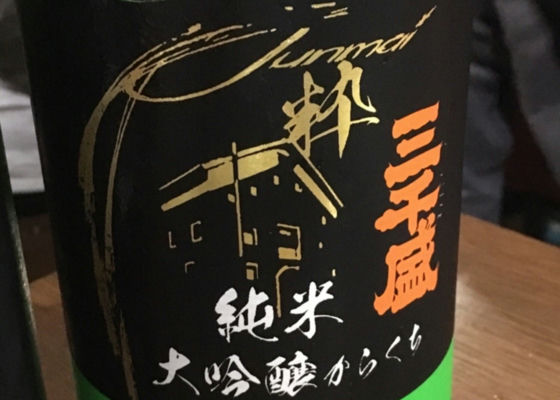 Junmai
粋
三千盛
純米
大吟醸からくち